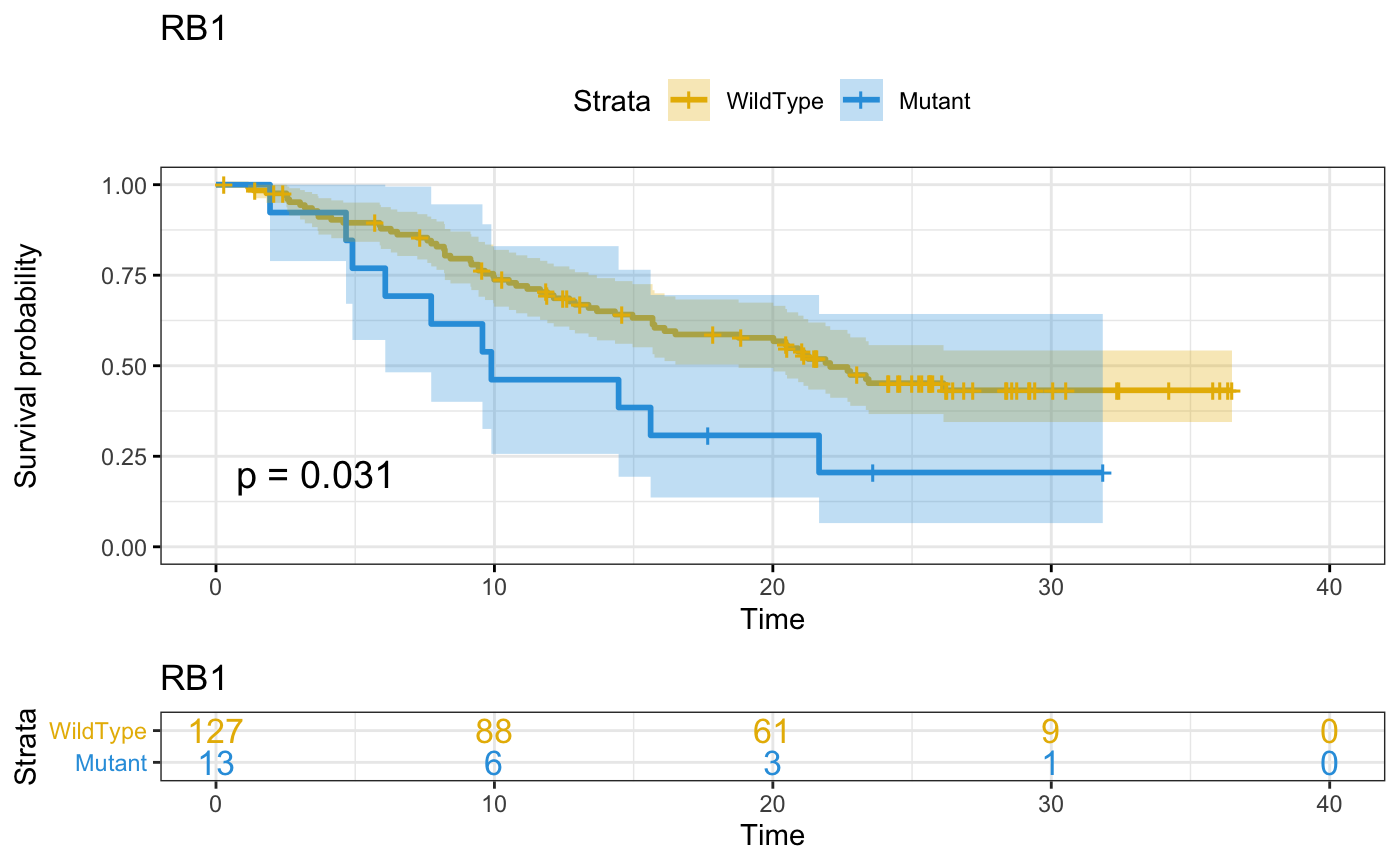 RB1
Strata WildType Mutant
Survival probability
1.00
0.75
0.50
0.25
0.00
p = 0.031
0 10 20 30 40
Time
RB1
Strata
WildType 127 88 61 9 0
Mutant 13 6 3 1 0
0 10 20 30 40
Time